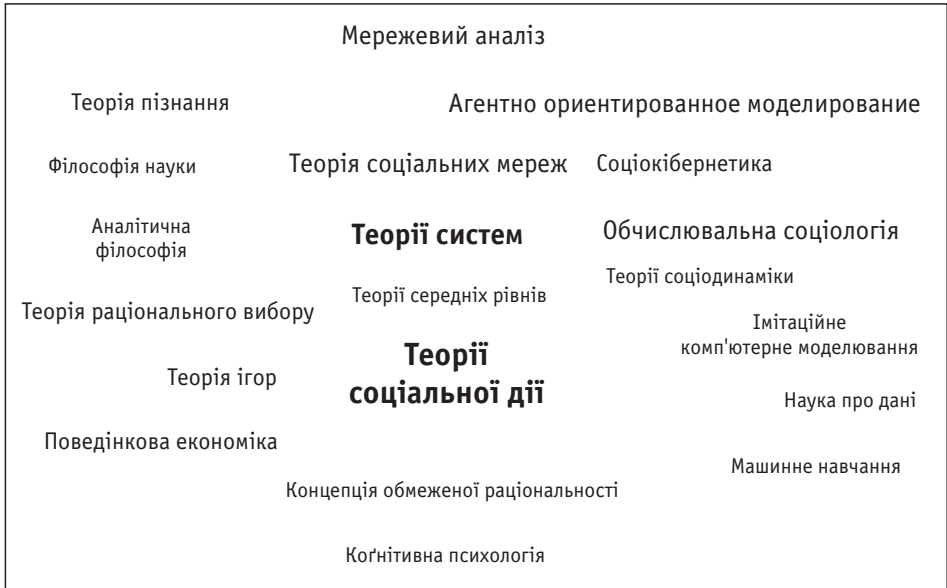 Мережевий аналіз
Теорія пізнання
Агентно ориентированное моделирование
Філософія науки
Теорія соціальних мереж
Соціокібернетика
Аналітична
філософія
Теорії систем
Обчислювальна соціологія
Теорії соціодинаміки
Теорії середніх рівнів
Теорія раціонального вибору
Імітаційне
комп'ютерне моделювання
Теорії
соціальної дії
Теорія ігор
Наука про дані
Поведінкова економіка
Машинне навчання
Концепція обмеженої раціональності
Коґнітивна психологія